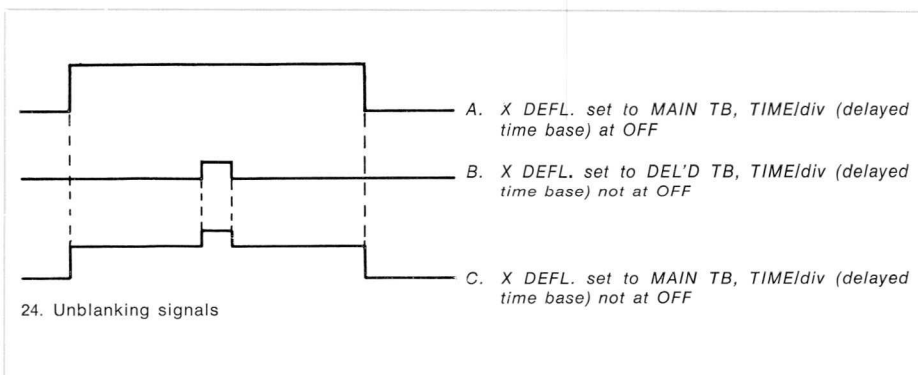 A. X DEFL. set to MAIN TB, TIME/div (delayed
time base) at OFF
B. X DEFL. set to DEL'D TB, TIME/div (delayed
time base) not at OFF
C. X DEFL. set to MAIN TB, TIME/div (delayed
time base) not at OFF
24. Unblanking signals